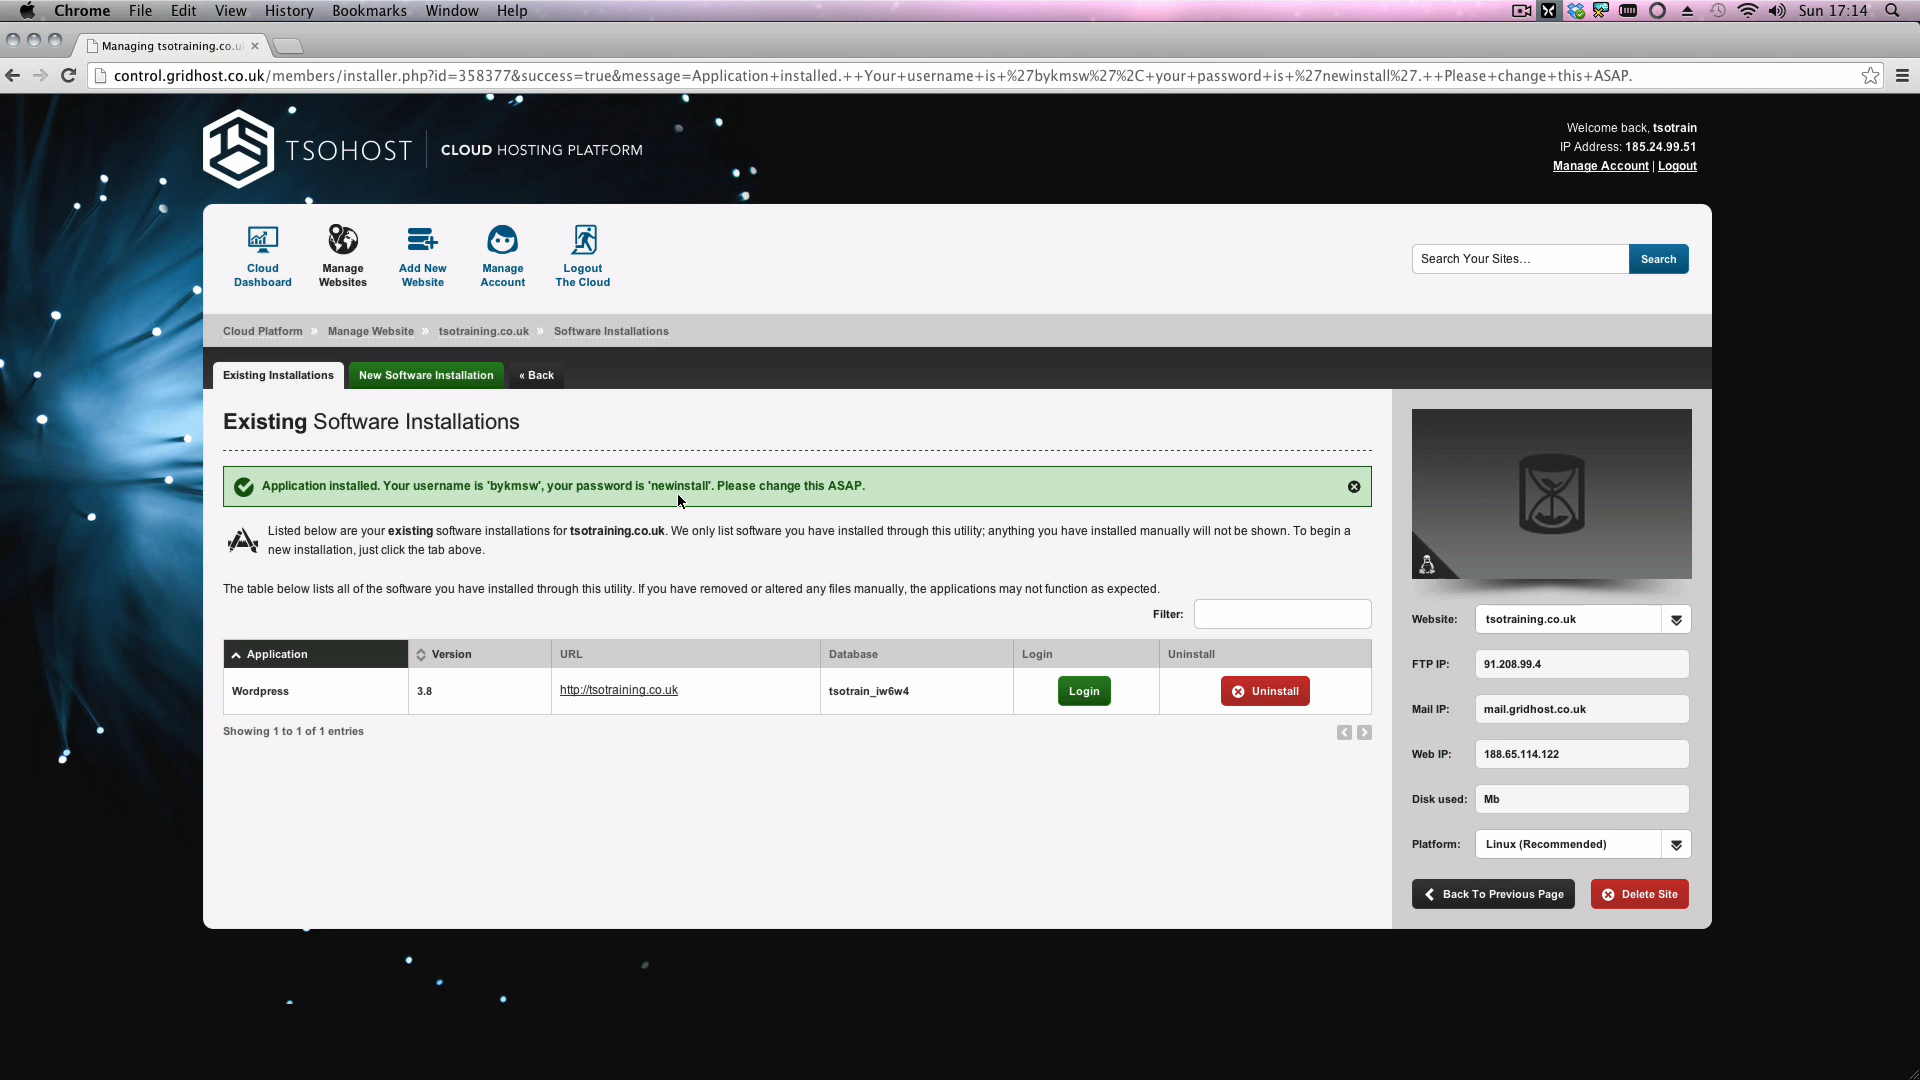 Chrome File Edit View History Bookmarks Window Help Sun 17:14
Managing tsotraining.co.u
control.gridhost.co.uk/members/installer.php?id=358377&success=true&message=Application+installed.++Your+username+is+%27bykmsw%27%2C+your+password+is+%27newinstall%27.++Please+change+this+ASAP.
TSOHOST CLOUD HOSTING PLATFORM
Welcome back, tsotrain
IP Address: 185.24.99.51
Manage Account | Logout
Cloud Dashboard
Manage Websites
Add New Website
Manage Account
Logout The Cloud
Search Your Sites... Search
Cloud Platform » Manage Website » tsotraining.co.uk » Software Installations
Existing Installations New Software Installation « Back
Existing Software Installations
Application installed. Your username is 'bykmsw', your password is 'newinstall'. Please change this ASAP.
Listed below are your existing software installations for tsotraining.co.uk. We only list software you have installed through this utility; anything you have installed manually will not be shown. To begin a
new installation, just click the tab above.
The table below lists all of the software you have installed through this utility. If you have removed or altered any files manually, the applications may not function as expected.
Filter:
Application Version URL Database Login Uninstall
Wordpress 3.8 http://tsotraining.co.uk tsotrain_iw6w4 Login Uninstall
Showing 1 to 1 of 1 entries
Website: tsotraining.co.uk
FTP IP: 91.208.99.4
Mail IP: mail.gridhost.co.uk
Web IP: 188.65.114.122
Disk used: Mb
Platform: Linux (Recommended)
Back To Previous Page Delete Site